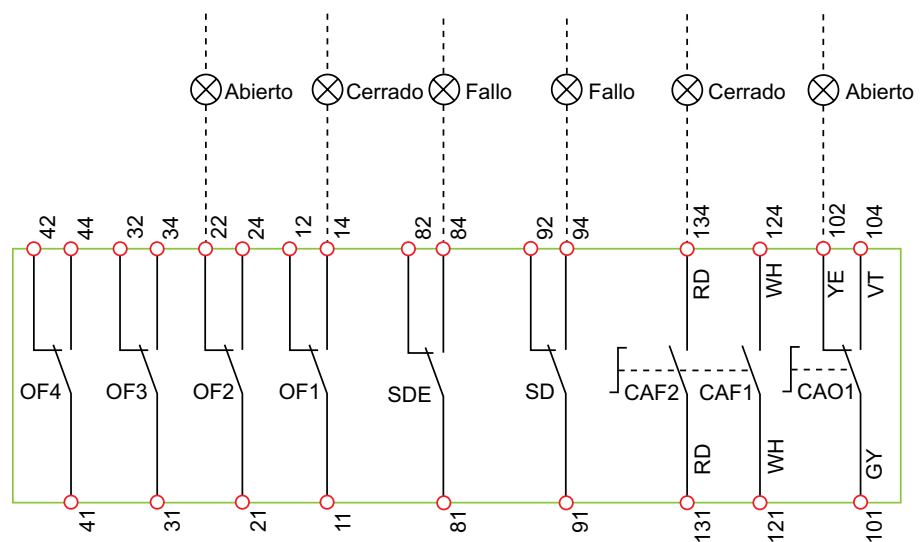 Abierto Cerrado Fallo Fallo Cerrado Abierto
42 44 32 34 22 24 12 14 82 84 92 94 134 124 102 104
RD WH YE VT
OF4 OF3 OF2 OF1 SDE SD CAF2 CAF1 CAO1
RD WH GY
41 31 21 11 81 91 131 121 101